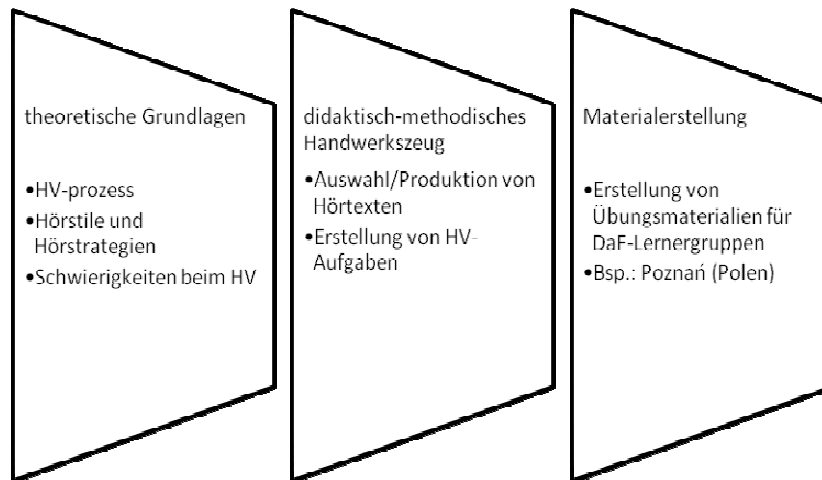 theoretische Grundlagen
•HV-prozess
•Hörstile und
Hörstrategien
•Schwierigkeiten beim HV
didaktisch-methodisches
Handwerkszeug
•Auswahl/Produktion von
Hörtexten
•Erstellung von HV-
Aufgaben
Materialerstellung
•Erstellung von
Übungsmaterialien für
DaF-Lernergruppen
•Bsp.: Poznań (Polen)